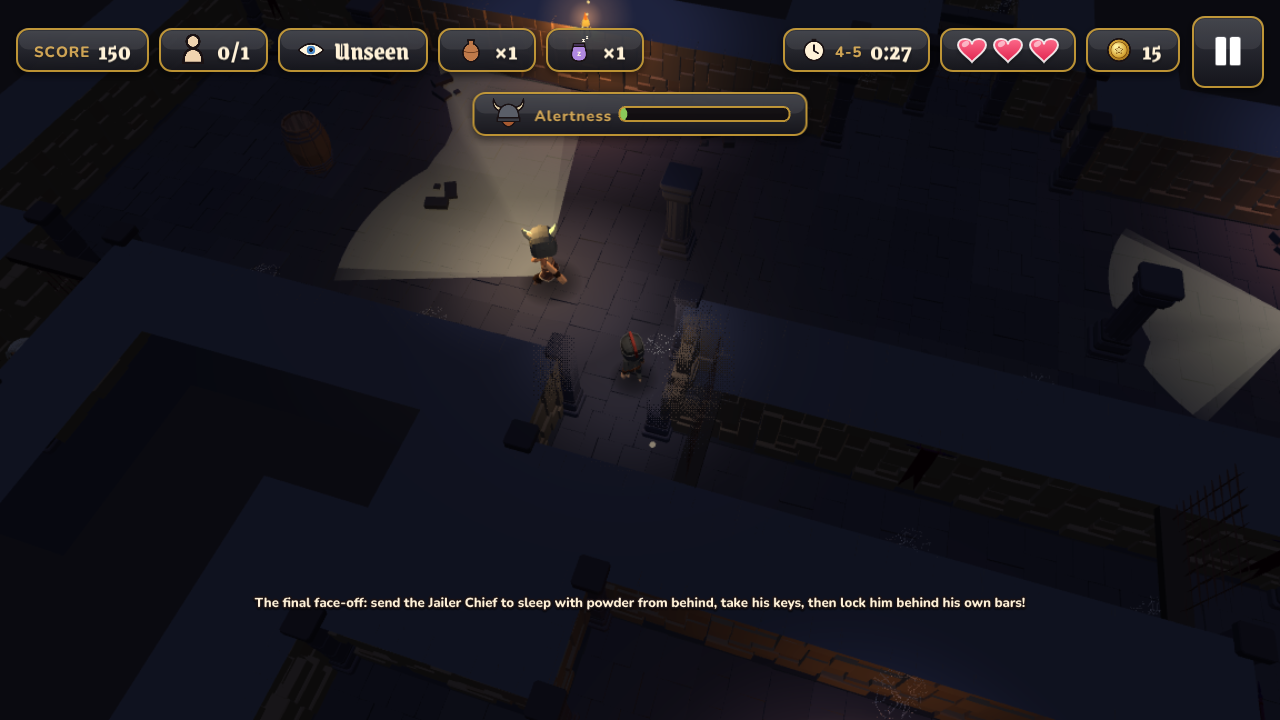 SCORE 150
0/1
Unseen
×1
×1
4-5 0:27
15
Alertness
The final face-off: send the Jailer Chief to sleep with powder from behind, take his keys, then lock him behind his own bars!